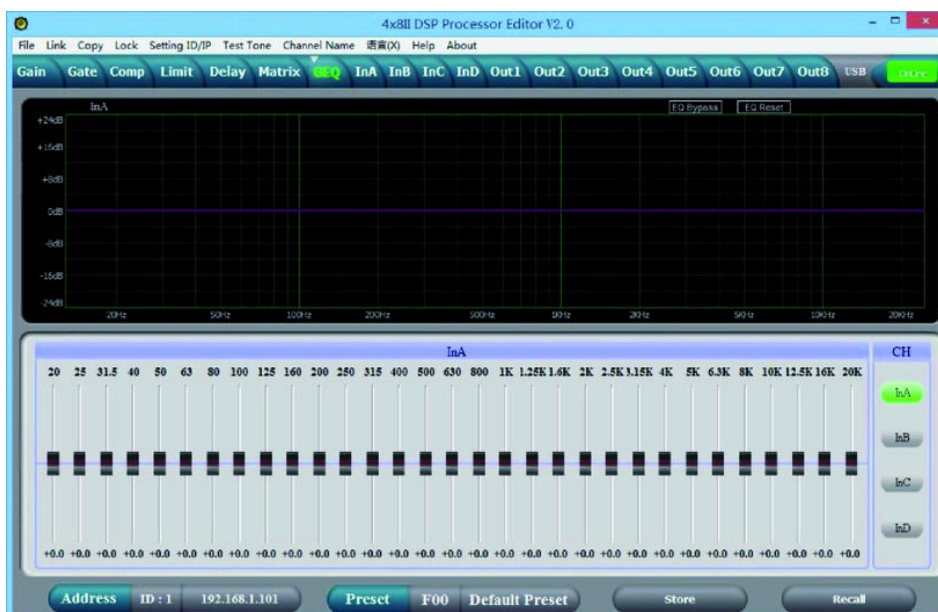 4x8II DSP Processor Editor V2.0
File Link Copy Lock Setting ID/IP Test Tone Channel Name 语言(X) Help About
Gain Gate Comp Limit Delay Matrix GEQ InA InB InC InD Out1 Out2 Out3 Out4 Out5 Out6 Out7 Out8 USB OnLine
InA EQ Bypass EQ Reset
+24dB
+15dB
+8dB
0dB
-8dB
-15dB
-24dB
20Hz 50Hz 100Hz 200Hz 500Hz 1KHz 2KHz 5KHz 10KHz 20KHz
InA CH
20 25 31.5 40 50 63 80 100 125 160 200 250 315 400 500 630 800 1K 1.25K 1.6K 2K 2.5K 3.15K 4K 5K 6.3K 8K 10K 12.5K 16K 20K
InA
InB
InC
InD
+0.0 +0.0 +0.0 +0.0 +0.0 +0.0 +0.0 +0.0 +0.0 +0.0 +0.0 +0.0 +0.0 +0.0 +0.0 +0.0 +0.0 +0.0 +0.0 +0.0 +0.0 +0.0 +0.0 +0.0 +0.0 +0.0 +0.0 +0.0 +0.0 +0.0 +0.0
Address ID : 1 192.168.1.101 Preset F00 Default Preset Store Recall